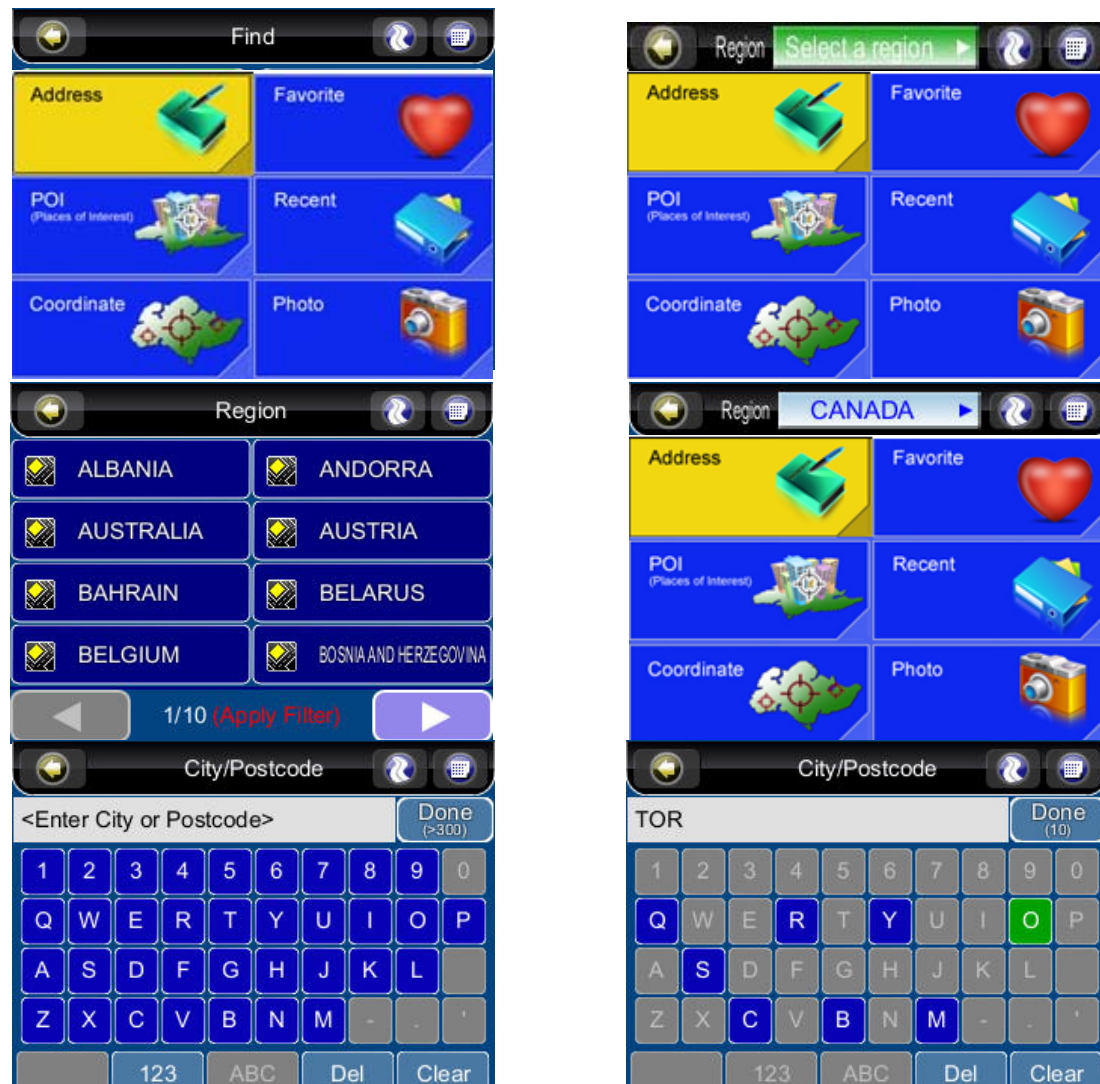 Find
Address
Favorite
POI
(Places of Interest)
Recent
Coordinate
Photo
Region Select a region
Address
Favorite
POI
(Places of Interest)
Recent
Coordinate
Photo
Region
ALBANIA
ANDORRA
AUSTRALIA
AUSTRIA
BAHRAIN
BELARUS
BELGIUM
BOSNIA AND HERZEGOVINA
1/10 (Apply Filter)
Region CANADA
Address
Favorite
POI
(Places of Interest)
Recent
Coordinate
Photo
City/Postcode
<Enter City or Postcode>
Done
(>300)
1 2 3 4 5 6 7 8 9 0
Q W E R T Y U I O P
A S D F G H J K L
Z X C V B N M - . '
123 ABC Del Clear
City/Postcode
TOR
Done
(10)
1 2 3 4 5 6 7 8 9 0
Q W E R T Y U I O P
A S D F G H J K L
Z X C V B N M - . '
123 ABC Del Clear